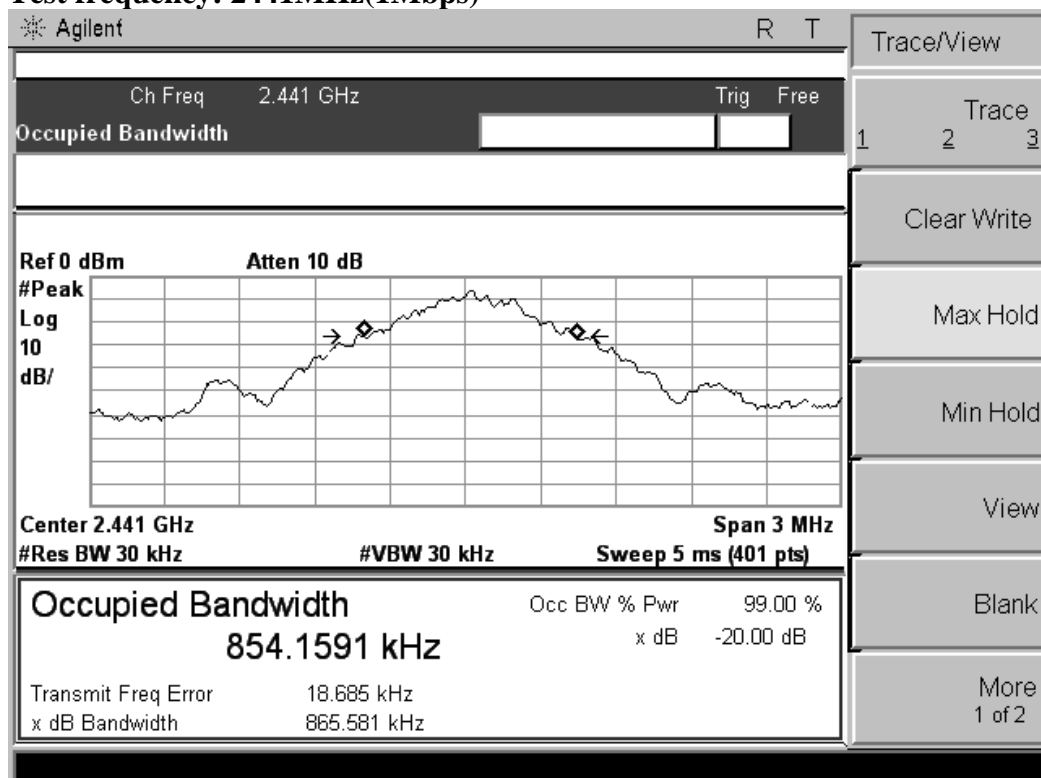 Test frequency: 2441MHz(1Mbps)
Agilent R T
Trace/View
Ch Freq 2.441 GHz Trig Free
Occupied Bandwidth
Trace
1 2 3
Clear Write
Ref 0 dBm Atten 10 dB
#Peak
Log
10
dB/
Max Hold
Min Hold
Center 2.441 GHz Span 3 MHz
#Res BW 30 kHz #VBW 30 kHz Sweep 5 ms (401 pts)
View
Occupied Bandwidth
854.1591 kHz
Occ BW % Pwr 99.00 %
x dB -20.00 dB
Transmit Freq Error 18.685 kHz
x dB Bandwidth 865.581 kHz
Blank
More
1 of 2